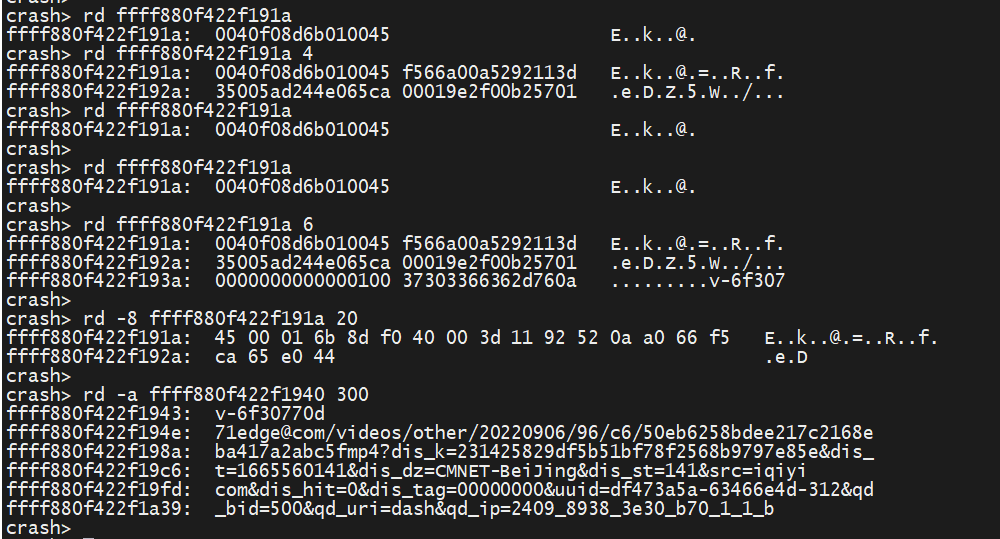 crash> rd ffff880f422f191a
ffff880f422f191a:  0040f08d6b010045                    E..k..@.
crash> rd ffff880f422f191a 4
ffff880f422f191a:  0040f08d6b010045 f566a00a5292113d   E..k..@.=..R..f.
ffff880f422f192a:  35005ad244e065ca 00019e2f00b25701   .e.D.Z.5.W../...
crash> rd ffff880f422f191a
ffff880f422f191a:  0040f08d6b010045                    E..k..@.
crash>
crash> rd ffff880f422f191a
ffff880f422f191a:  0040f08d6b010045                    E..k..@.
crash>
crash> rd ffff880f422f191a 6
ffff880f422f191a:  0040f08d6b010045 f566a00a5292113d   E..k..@.=..R..f.
ffff880f422f192a:  35005ad244e065ca 00019e2f00b25701   .e.D.Z.5.W../...
ffff880f422f193a:  0000000000000100 37303366362d760a   .........v-6f307
crash>
crash> rd -8 ffff880f422f191a 20
ffff880f422f191a:  45 00 01 6b 8d f0 40 00 3d 11 92 52 0a a0 66 f5   E..k..@.=..R..f.
ffff880f422f192a:  ca 65 e0 44                                       .e.D
crash>
crash> rd -a ffff880f422f1940 300
ffff880f422f1943:  v-6f30770d
ffff880f422f194e:  71edge@com/videos/other/20220906/96/c6/50eb6258bdee217c2168e
ffff880f422f198a:  ba417a2abc5fmp4?dis_k=231425829df5b51bf78f2568b9797e85e&dis_
ffff880f422f19c6:  t=1665560141&dis_dz=CMNET-BeiJing&dis_st=141&src=iqiyi
ffff880f422f19fd:  com&dis_hit=0&dis_tag=00000000&uuid=df473a5a-63466e4d-312&qd
ffff880f422f1a39:  _bid=500&qd_uri=dash&qd_ip=2409_8938_3e30_b70_1_1_b
crash>